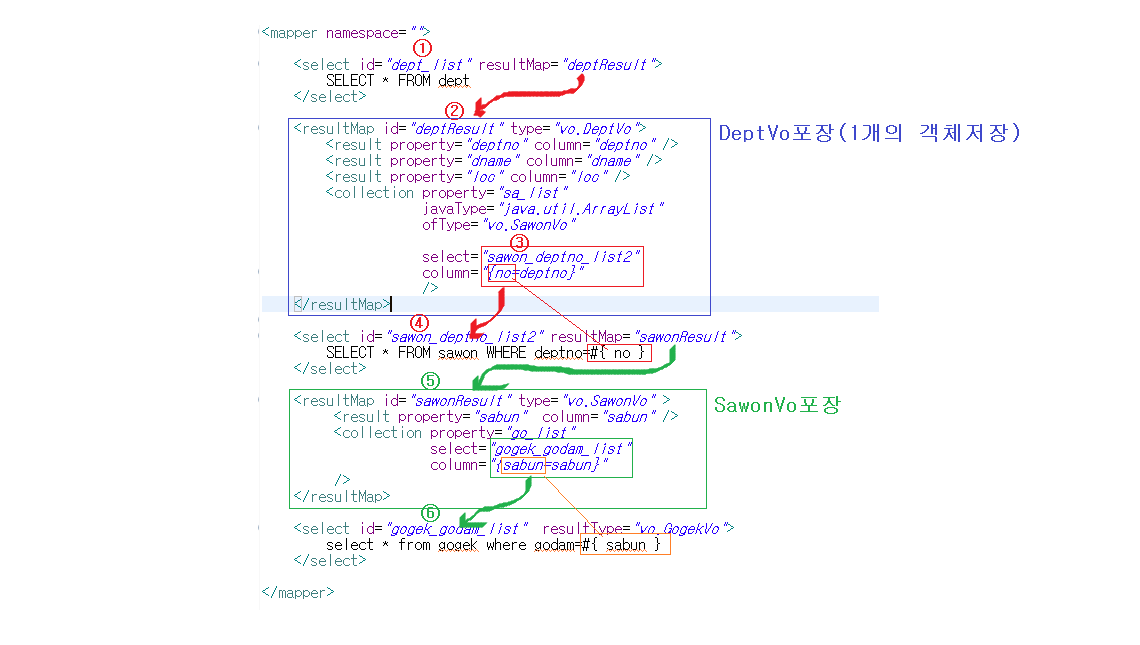 <mapper namespace="">
①
<select id="dept_list" resultMap="deptResult">
SELECT * FROM dept
</select>
②
<resultMap id="deptResult" type="vo.DeptVo">
DeptVo포장(1개의 객체저장)
<result property="deptno" column="deptno" />
<result property="dname" column="dname" />
<result property="loc" column="loc" />
<collection property="sa_list"
javaType="java.util.ArrayList"
ofType="vo.SawonVo"
③
select="sawon_deptno_list2"
column="{no=deptno}"
/>
</resultMap>
④
<select id="sawon_deptno_list2" resultMap="sawonResult">
SELECT * FROM sawon WHERE deptno=#{ no }
</select>
⑤
<resultMap id="sawonResult" type="vo.SawonVo" >
SawonVo포장
<result property="sabun"  column="sabun" />
<collection property="go_list"
select="gogek_godam_list"
column="{sabun=sabun}"
/>
</resultMap>
⑥
<select id="gogek_godam_list"  resultType="vo.GogekVo">
select * from gogek where godam=#{ sabun }
</select>
</mapper>